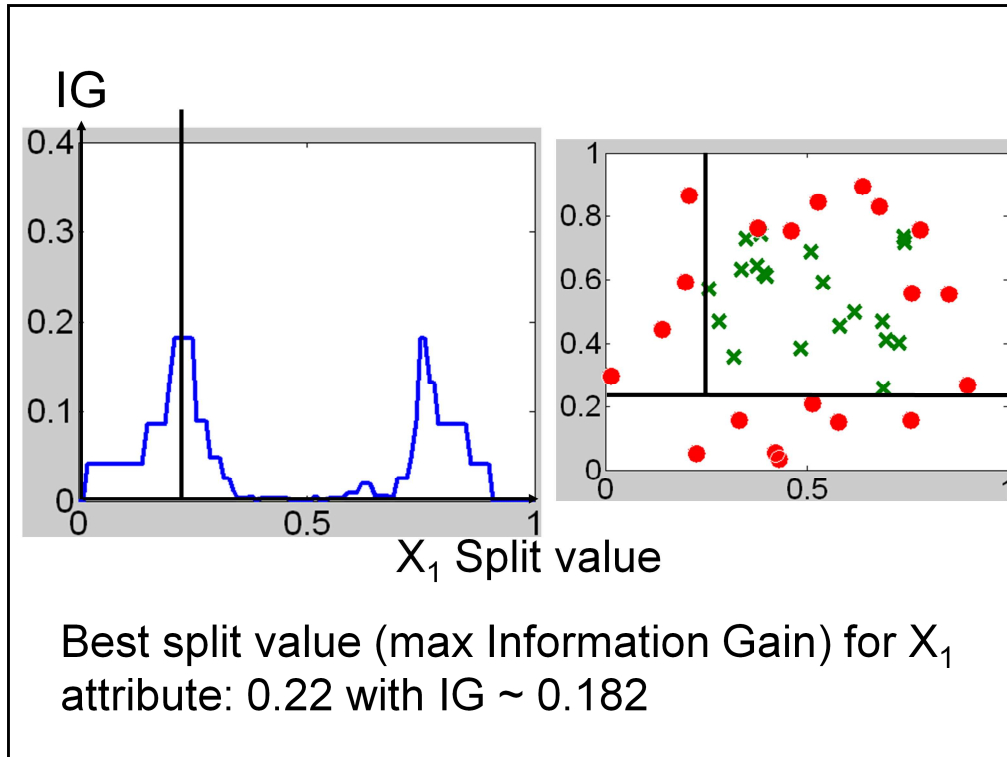 IG
0.4
0.3
0.2
0.1
0
0 0.5 1
1
0.8
0.6
0.4
0.2
0
0 0.5 1
X₁ Split value
Best split value (max Information Gain) for X₁
attribute: 0.22 with IG ~ 0.182